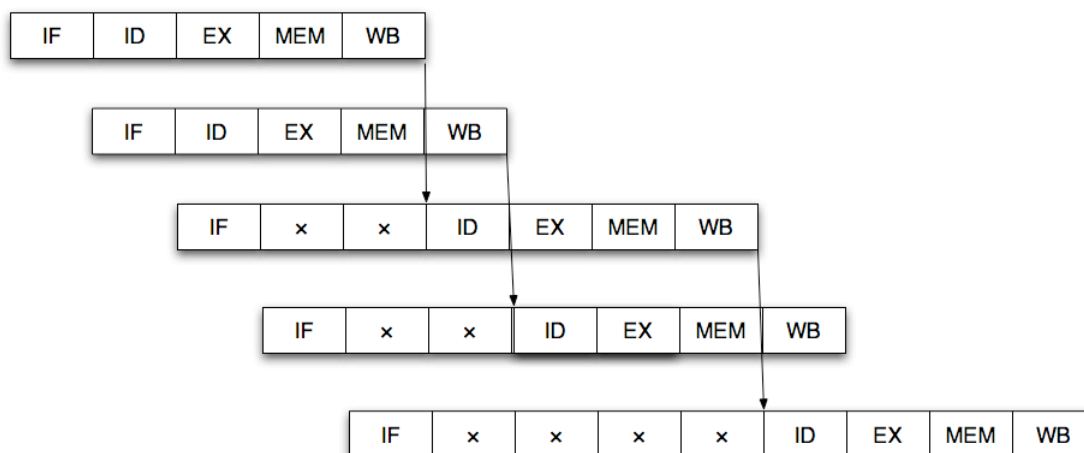 IF ID EX MEM WB
IF ID EX MEM WB
IF × × ID EX MEM WB
IF × × ID EX MEM WB
IF × × × × ID EX MEM WB